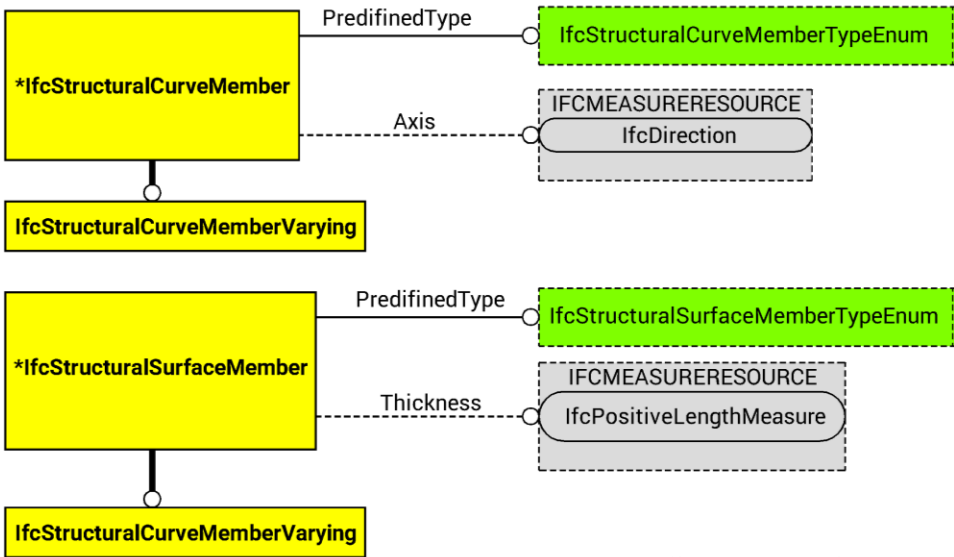 PredifinedType
IfcStructuralCurveMemberTypeEnum
*IfcStructuralCurveMember
IFCMEASURERESOURCE
Axis
IfcDirection
IfcStructuralCurveMemberVarying
PredifinedType
IfcStructuralSurfaceMemberTypeEnum
*IfcStructuralSurfaceMember
IFCMEASURERESOURCE
Thickness
IfcPositiveLengthMeasure
IfcStructuralCurveMemberVarying